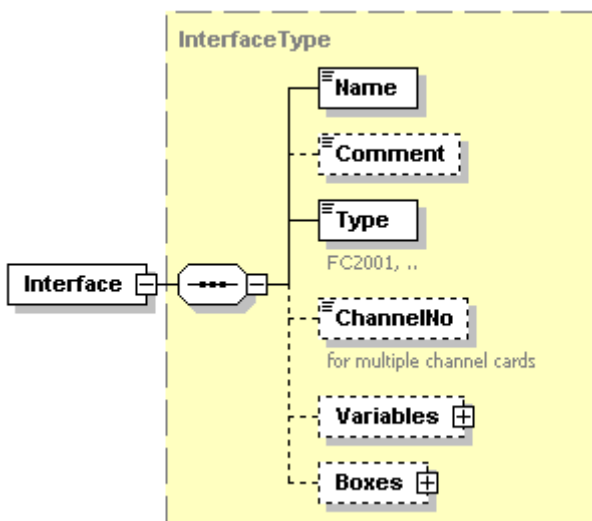 InterfaceType
Name
Comment
Type
FC2001, ..
Interface
ChannelNo
for multiple channel cards
Variables
Boxes